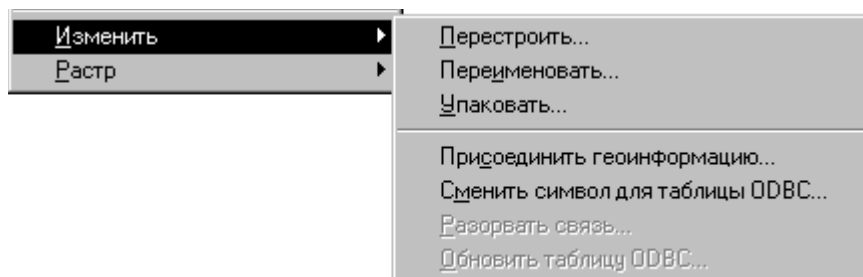 Изменить
Растр
Перестроить...
Переименовать...
Упаковать...
Присоединить геоинформацию...
Сменить символ для таблицы ODBC...
Разорвать связь...
Обновить таблицу ODBC...